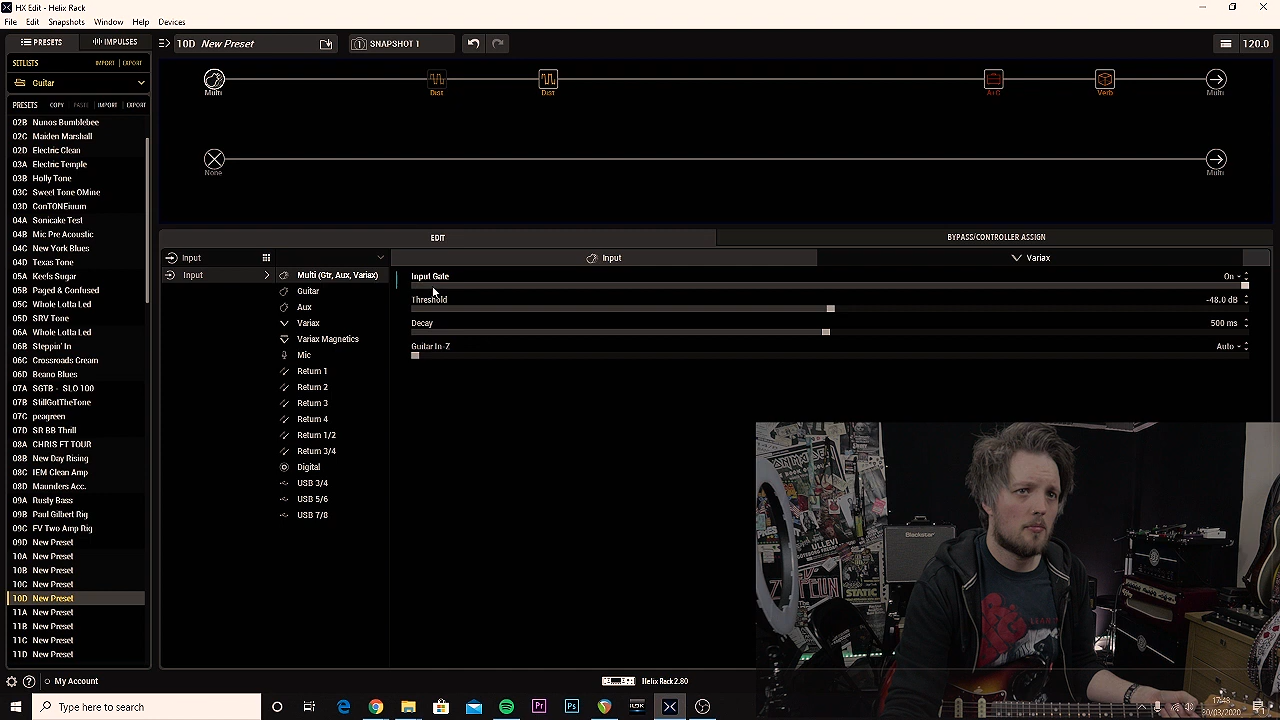 HX Edit - Helix Rack
File Edit Snapshots Window Help Devices
PRESETS IMPULSES
10D New Preset SNAPSHOT 1 120.0
SETLISTS IMPORT EXPORT
Guitar
PRESETS COPY PASTE IMPORT EXPORT
02B Nunos Bumblebee
02C Maiden Marshall
02D Electric Clean
03A Electric Temple
03B Holly Tone
03C Sweet Tone OMine
03D ConTONEiuum
04A Sonicake Test
04B Mic Pre Acoustic
04C New York Blues
04D Texas Tone
05A Keels Sugar
05B Paged & Confused
05C Whole Lotta Led
05D SRV Tone
06A Whole Lotta Led
06B Steppin' In
06C Crossroads Cream
06D Beano Blues
07A SGTB - SLO 100
07B StillGotTheTone
07C peagreen
07D SR BB Thrill
08A CHRIS FT TOUR
08B New Day Rising
08C IEM Clean Amp
08D Maunders Acc.
09A Rusty Bass
09B Paul Gilbert Rig
09C FV Two Amp Rig
09D New Preset
10A New Preset
10B New Preset
10C New Preset
10D New Preset
11A New Preset
11B New Preset
11C New Preset
11D New Preset
Multi Dist Dist A+C Verb Multi
None Multi
EDIT BYPASS/CONTROLLER ASSIGN
Input Input Variax
Input
Multi (Gtr, Aux, Variax)
Guitar
Aux
Variax
Variax Magnetics
Mic
Return 1
Return 2
Return 3
Return 4
Return 1/2
Return 3/4
Digital
USB 3/4
USB 5/6
USB 7/8
Input Gate On
Threshold -48.0 dB
Decay 500 ms
Guitar In-Z Auto
Blackstar
ULLEVI
STATIC
My Account Helix Rack 2.80
Type here to search
17:48
30/03/2020